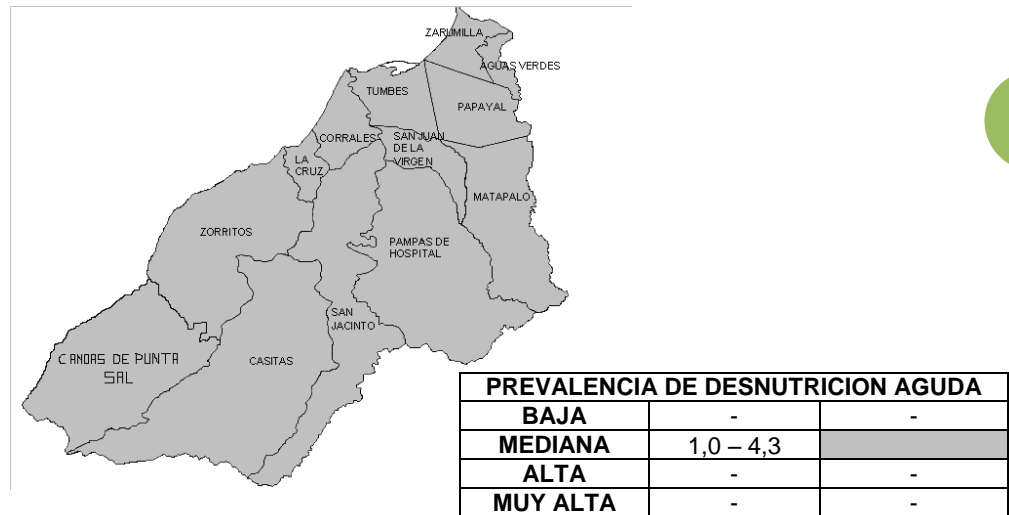 ZARUMILLA
AGUAS VERDES
TUMBES
PAPAYAL
CORRALES
SAN JUAN
DE LA
VIRGEN
LA
CRUZ
MATAPALO
ZORRITOS
PAMPAS DE
HOSPITAL
SAN
JACINTO
CANOAS DE PUNTA
SAL
CASITAS
PREVALENCIA DE DESNUTRICION AGUDA
BAJA - -
MEDIANA 1,0 – 4,3
ALTA - -
MUY ALTA - -